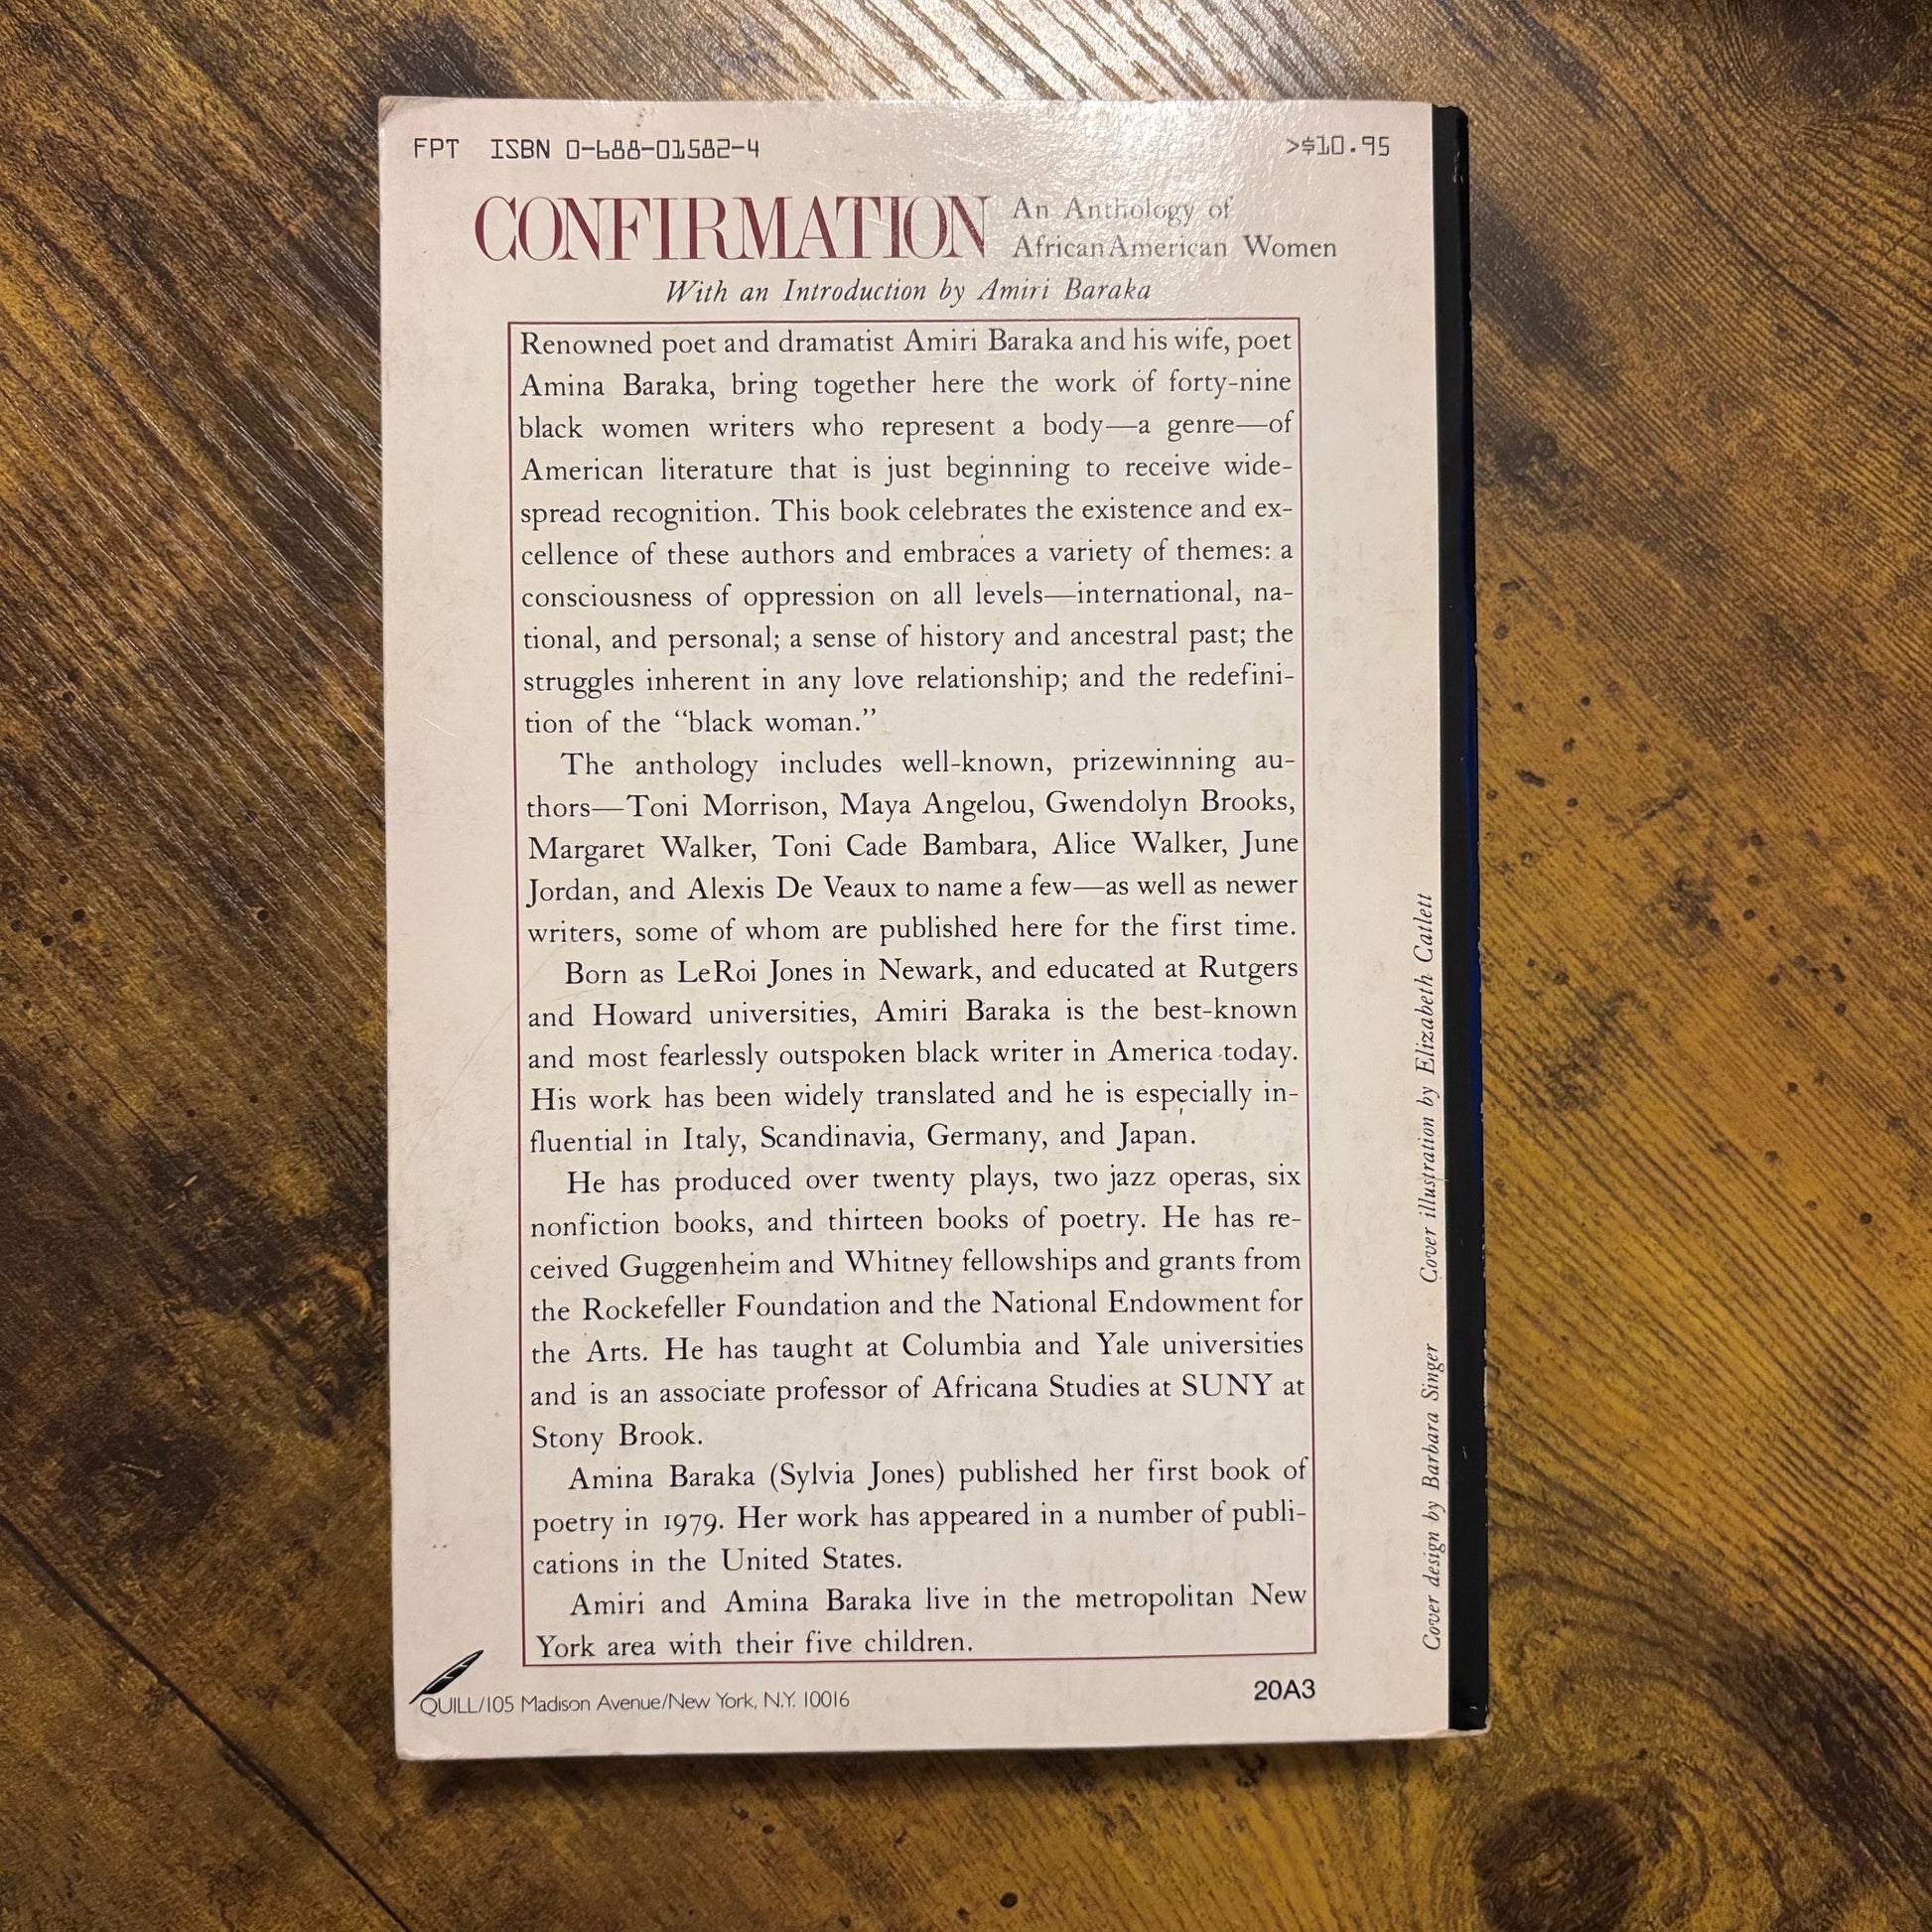 FPT ISBN 0-688-01582-4 >$10.95
CONFIRMATION An Anthology of
AfricanAmerican Women
With an Introduction by Amiri Baraka
Renowned poet and dramatist Amiri Baraka and his wife, poet
Amina Baraka, bring together here the work of forty-nine
black women writers who represent a body—a genre—of
American literature that is just beginning to receive wide-
spread recognition. This book celebrates the existence and ex-
cellence of these authors and embraces a variety of themes: a
consciousness of oppression on all levels—international, na-
tional, and personal; a sense of history and ancestral past; the
struggles inherent in any love relationship; and the redefini-
tion of the “black woman.”
The anthology includes well-known, prizewinning au-
thors—Toni Morrison, Maya Angelou, Gwendolyn Brooks,
Margaret Walker, Toni Cade Bambara, Alice Walker, June
Jordan, and Alexis De Veaux to name a few—as well as newer
writers, some of whom are published here for the first time.
Born as LeRoi Jones in Newark, and educated at Rutgers
and Howard universities, Amiri Baraka is the best-known
and most fearlessly outspoken black writer in America today.
His work has been widely translated and he is especially in-
fluential in Italy, Scandinavia, Germany, and Japan.
He has produced over twenty plays, two jazz operas, six
nonfiction books, and thirteen books of poetry. He has re-
ceived Guggenheim and Whitney fellowships and grants from
the Rockefeller Foundation and the National Endowment for
the Arts. He has taught at Columbia and Yale universities
and is an associate professor of Africana Studies at SUNY at
Stony Brook.
Amina Baraka (Sylvia Jones) published her first book of
poetry in 1979. Her work has appeared in a number of publi-
cations in the United States.
Amiri and Amina Baraka live in the metropolitan New
York area with their five children.
QUILL/105 Madison Avenue/New York, N.Y. 10016
20A3
Cover design by Barbara Singer Cover illustration by Elizabeth Catlett